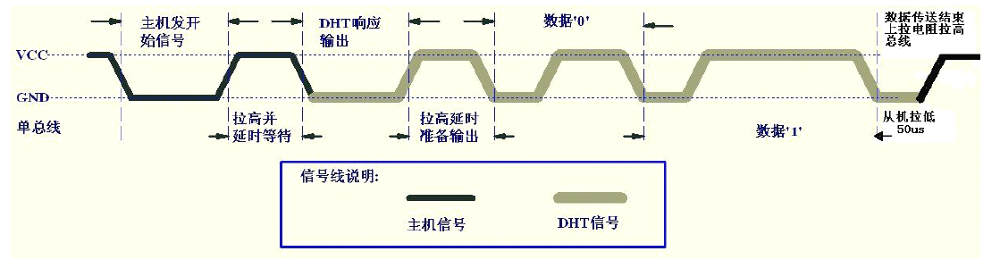 主机发开
始信号
DHT响应
输出
数据'0'
数据传送结束
上拉电阻拉高
总线
VCC
GND
单总线
拉高并
延时等待
拉高延时
准备输出
数据'1'
从机拉低
50us
信号线说明:
主机信号
DHT信号